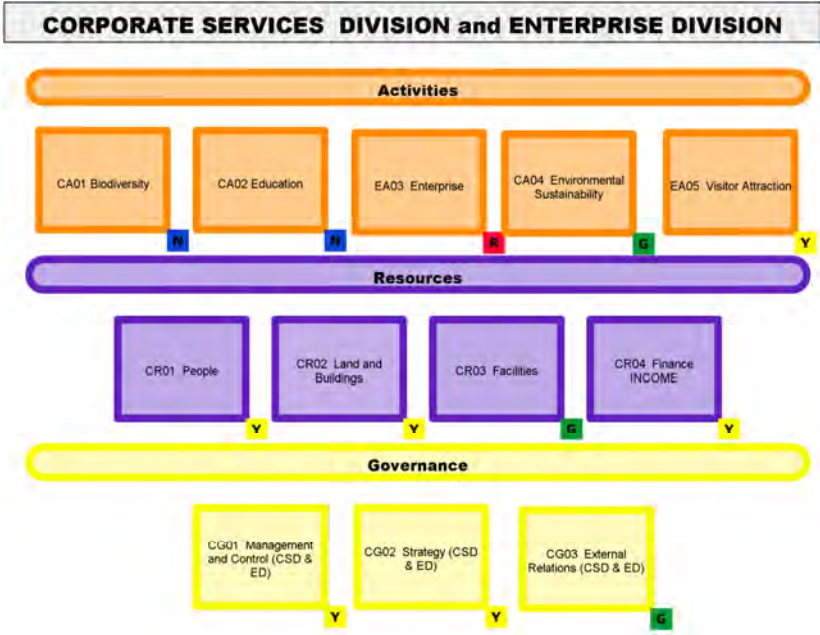 CORPORATE SERVICES DIVISION and ENTERPRISE DIVISION
Activities
CA01 Biodiversity
N
CA02 Education
N
EA03 Enterprise
R
CA04 Environmental
Sustainability
G
EA05 Visitor Attraction
Y
Resources
CR01 People
Y
CR02 Land and
Buildings
Y
CR03 Facilities
G
CR04 Finance
INCOME
Y
Governance
CG01 Management
and Control (CSD &
ED)
Y
CG02 Strategy (CSD
& ED)
Y
CG03 External
Relations (CSD & ED)
G